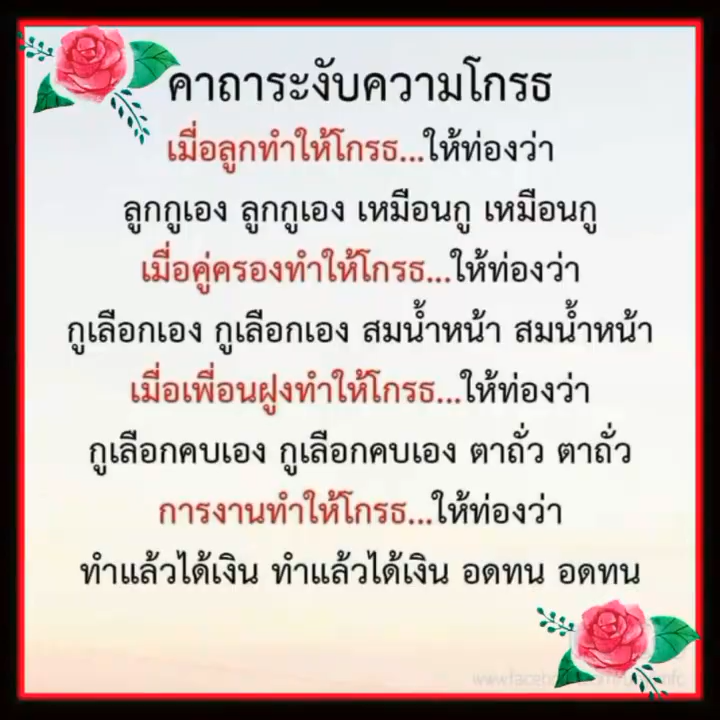 คาถาระงับความโกรธ
เมื่อลูกทำให้โกรธ...ให้ท่องว่า
ลูกกูเอง ลูกกูเอง เหมือนกู เหมือนกู
เมื่อคู่ครองทำให้โกรธ...ให้ท่องว่า
กูเลือกเอง กูเลือกเอง สมน้ำหน้า สมน้ำหน้า
เมื่อเพื่อนฝูงทำให้โกรธ...ให้ท่องว่า
กูเลือกคบเอง กูเลือกคบเอง ตาถั่ว ตาถั่ว
การงานทำให้โกรธ...ให้ท่องว่า
ทำแล้วได้เงิน ทำแล้วได้เงิน อดทน อดทน